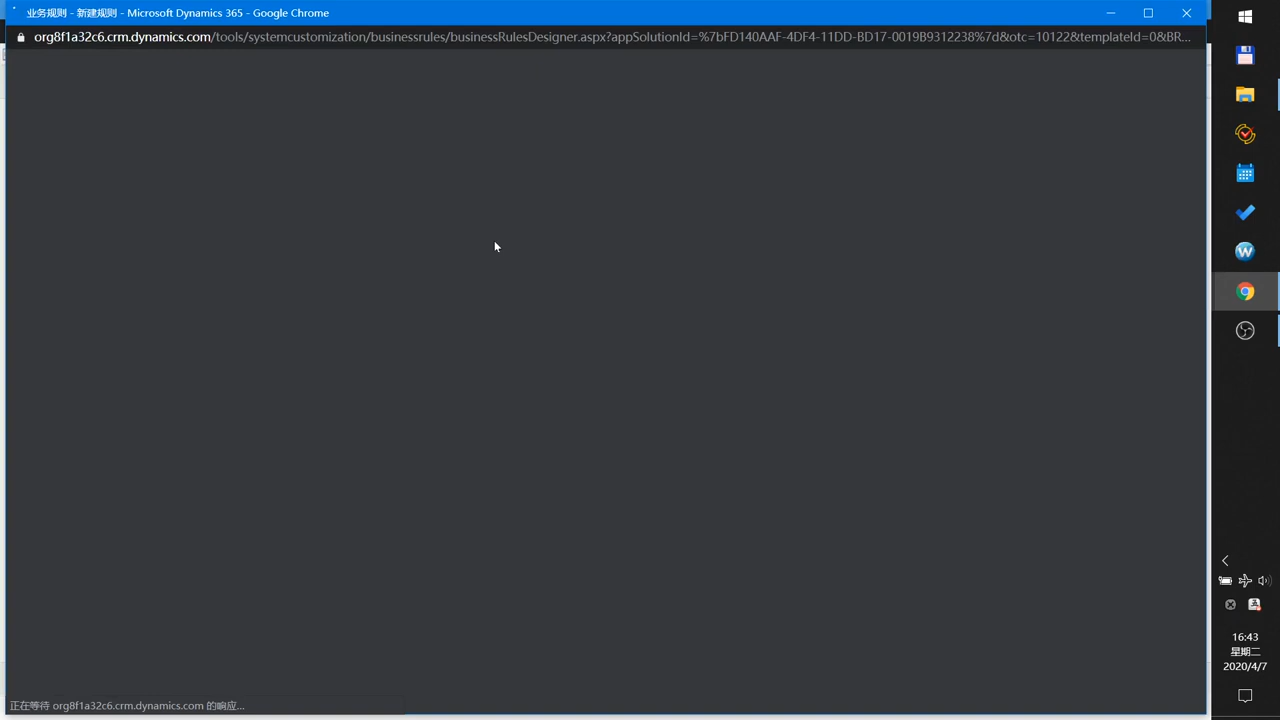 业务规则 - 新建规则 - Microsoft Dynamics 365 - Google Chrome
org8f1a32c6.crm.dynamics.com/tools/systemcustomization/businessrules/businessRulesDesigner.aspx?appSolutionId=%7bFD140AAF-4DF4-11DD-BD17-0019B9312238%7d&otc=10122&templateId=0&BR...
W
正在等待 org8f1a32c6.crm.dynamics.com 的响应...
16:43
星期二
2020/4/7